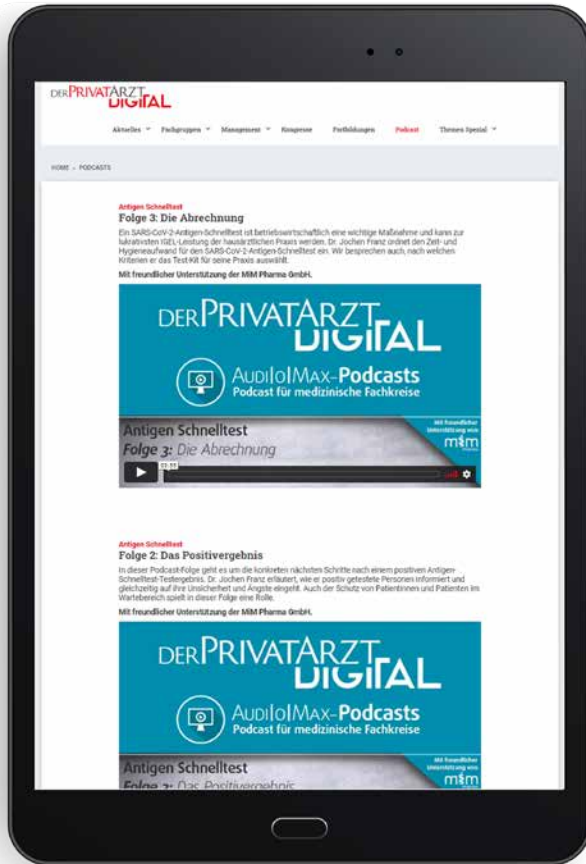 DERPRIVATARZT
DIGITAL
Aktuelles Fachgruppen Management Kongresse Fortbildungen Podcast Themen Spezial
HOME » PODCASTS
Antigen Schnelltest
Folge 3: Die Abrechnung
Ein SARS-CoV-2-Antigen-Schnelltest ist betriebswirtschaftlich eine wichtige Maßnahme und kann zur
lukrativsten IGEL-Leistung der hausärztlichen Praxis werden. Dr. Jochen Franz ordnet den Zeit- und
Hygieneaufwand für den SARS-CoV-2-Antigen-Schnelltest ein. Wir besprechen auch, nach welchen
Kriterien er das Test-Kit für seine Praxis auswählt.
Mit freundlicher Unterstützung der MiM Pharma GmbH.
DERPRIVATARZT
DIGITAL
AUDI|O|MAX-Podcasts
Podcast für medizinische Fachkreise
Antigen Schnelltest
Folge 3: Die Abrechnung
Mit freundlicher
Unterstützung von
mim
Antigen Schnelltest
Folge 2: Das Positivergebnis
In dieser Podcast-Folge geht es um die konkreten nächsten Schritte nach einem positiven Antigen-
Schnelltest-Testergebnis. Dr. Jochen Franz erläutert, wie er positiv getestete Personen informiert und
gleichzeitig auf ihre Unsicherheit und Ängste eingeht. Auch der Schutz von Patientinnen und Patienten im
Wartebereich spielt in dieser Folge eine Rolle.
Mit freundlicher Unterstützung der MiM Pharma GmbH.
DERPRIVATARZT
DIGITAL
AUDI|O|MAX-Podcasts
Podcast für medizinische Fachkreise
Antigen Schnelltest
Folge 2: Das Positivergebnis
Mit freundlicher
Unterstützung von
mim